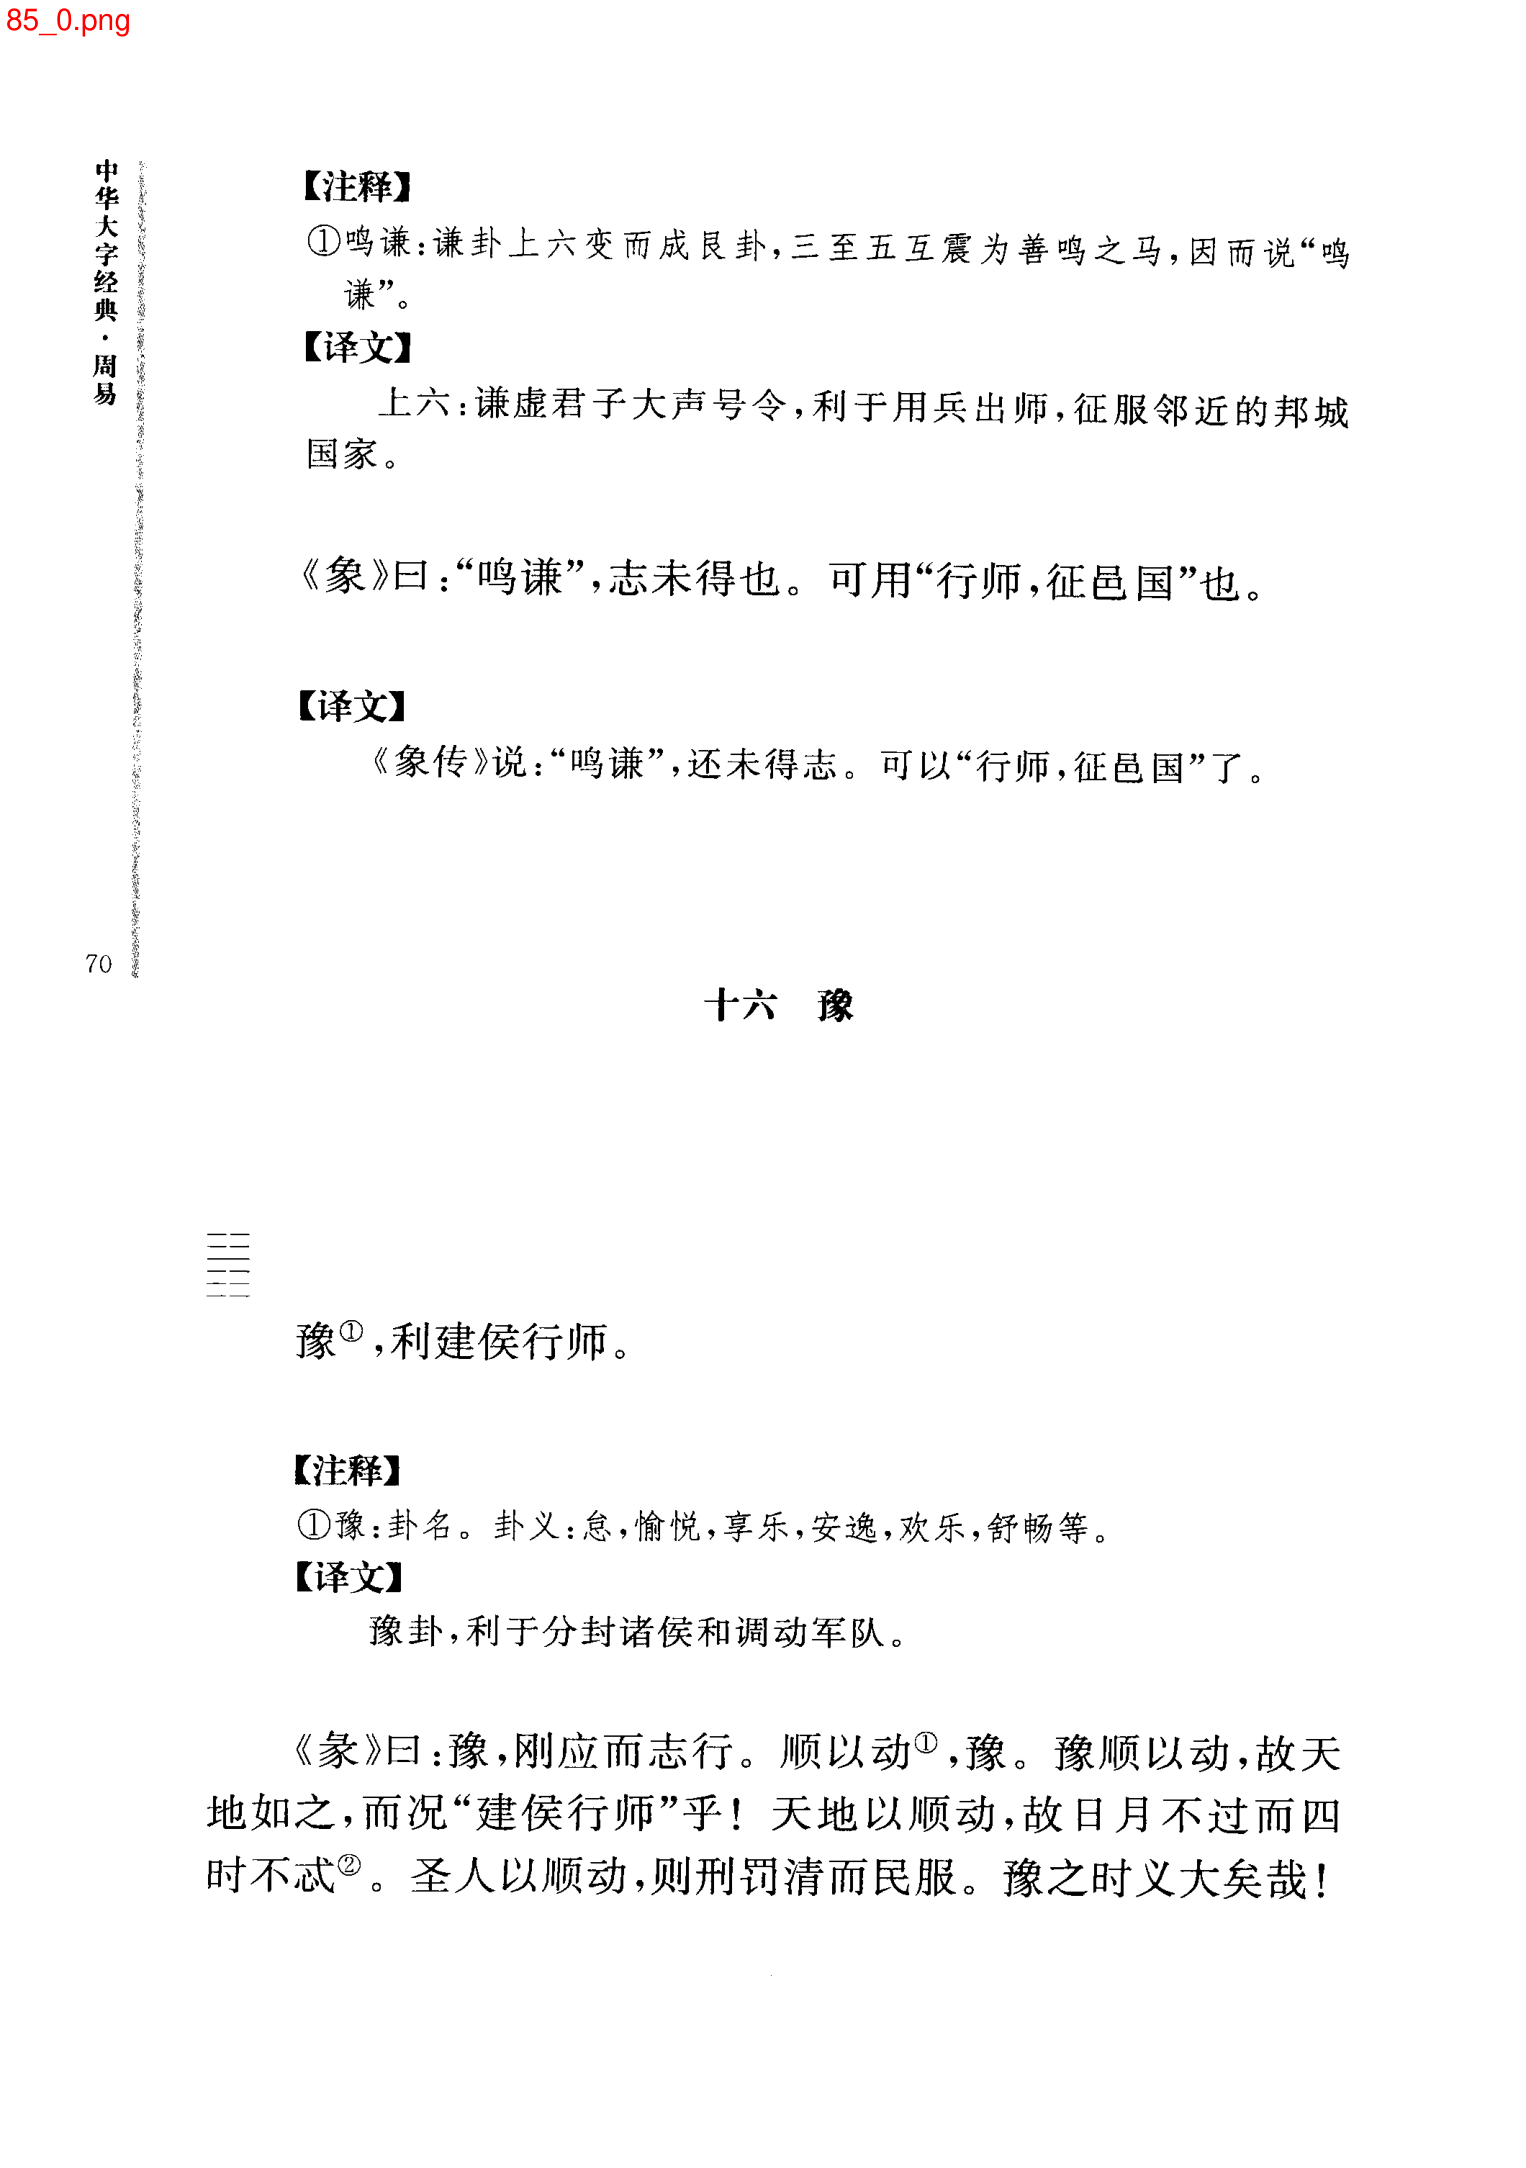 85_0.png
中华大字经典·周易
70
【注释】
①鸣谦:谦卦上六变而成艮卦,三至五互震为善鸣之马,因而说“鸣
谦”。
【译文】
上六:谦虚君子大声号令,利于用兵出师,征服邻近的邦城
国家。
《象》曰:“鸣谦”,志未得也。可用“行师,征邑国”也。
【译文】
《象传》说:“鸣谦”,还未得志。可以“行师,征邑国”了。
十六　豫
豫①,利建侯行师。
【注释】
①豫:卦名。卦义:怠,愉悦,享乐,安逸,欢乐,舒畅等。
【译文】
豫卦,利于分封诸侯和调动军队。
《彖》曰:豫,刚应而志行。顺以动①,豫。豫顺以动,故天
地如之,而况“建侯行师”乎!天地以顺动,故日月不过而四
时不忒②。圣人以顺动,则刑罚清而民服。豫之时义大矣哉!